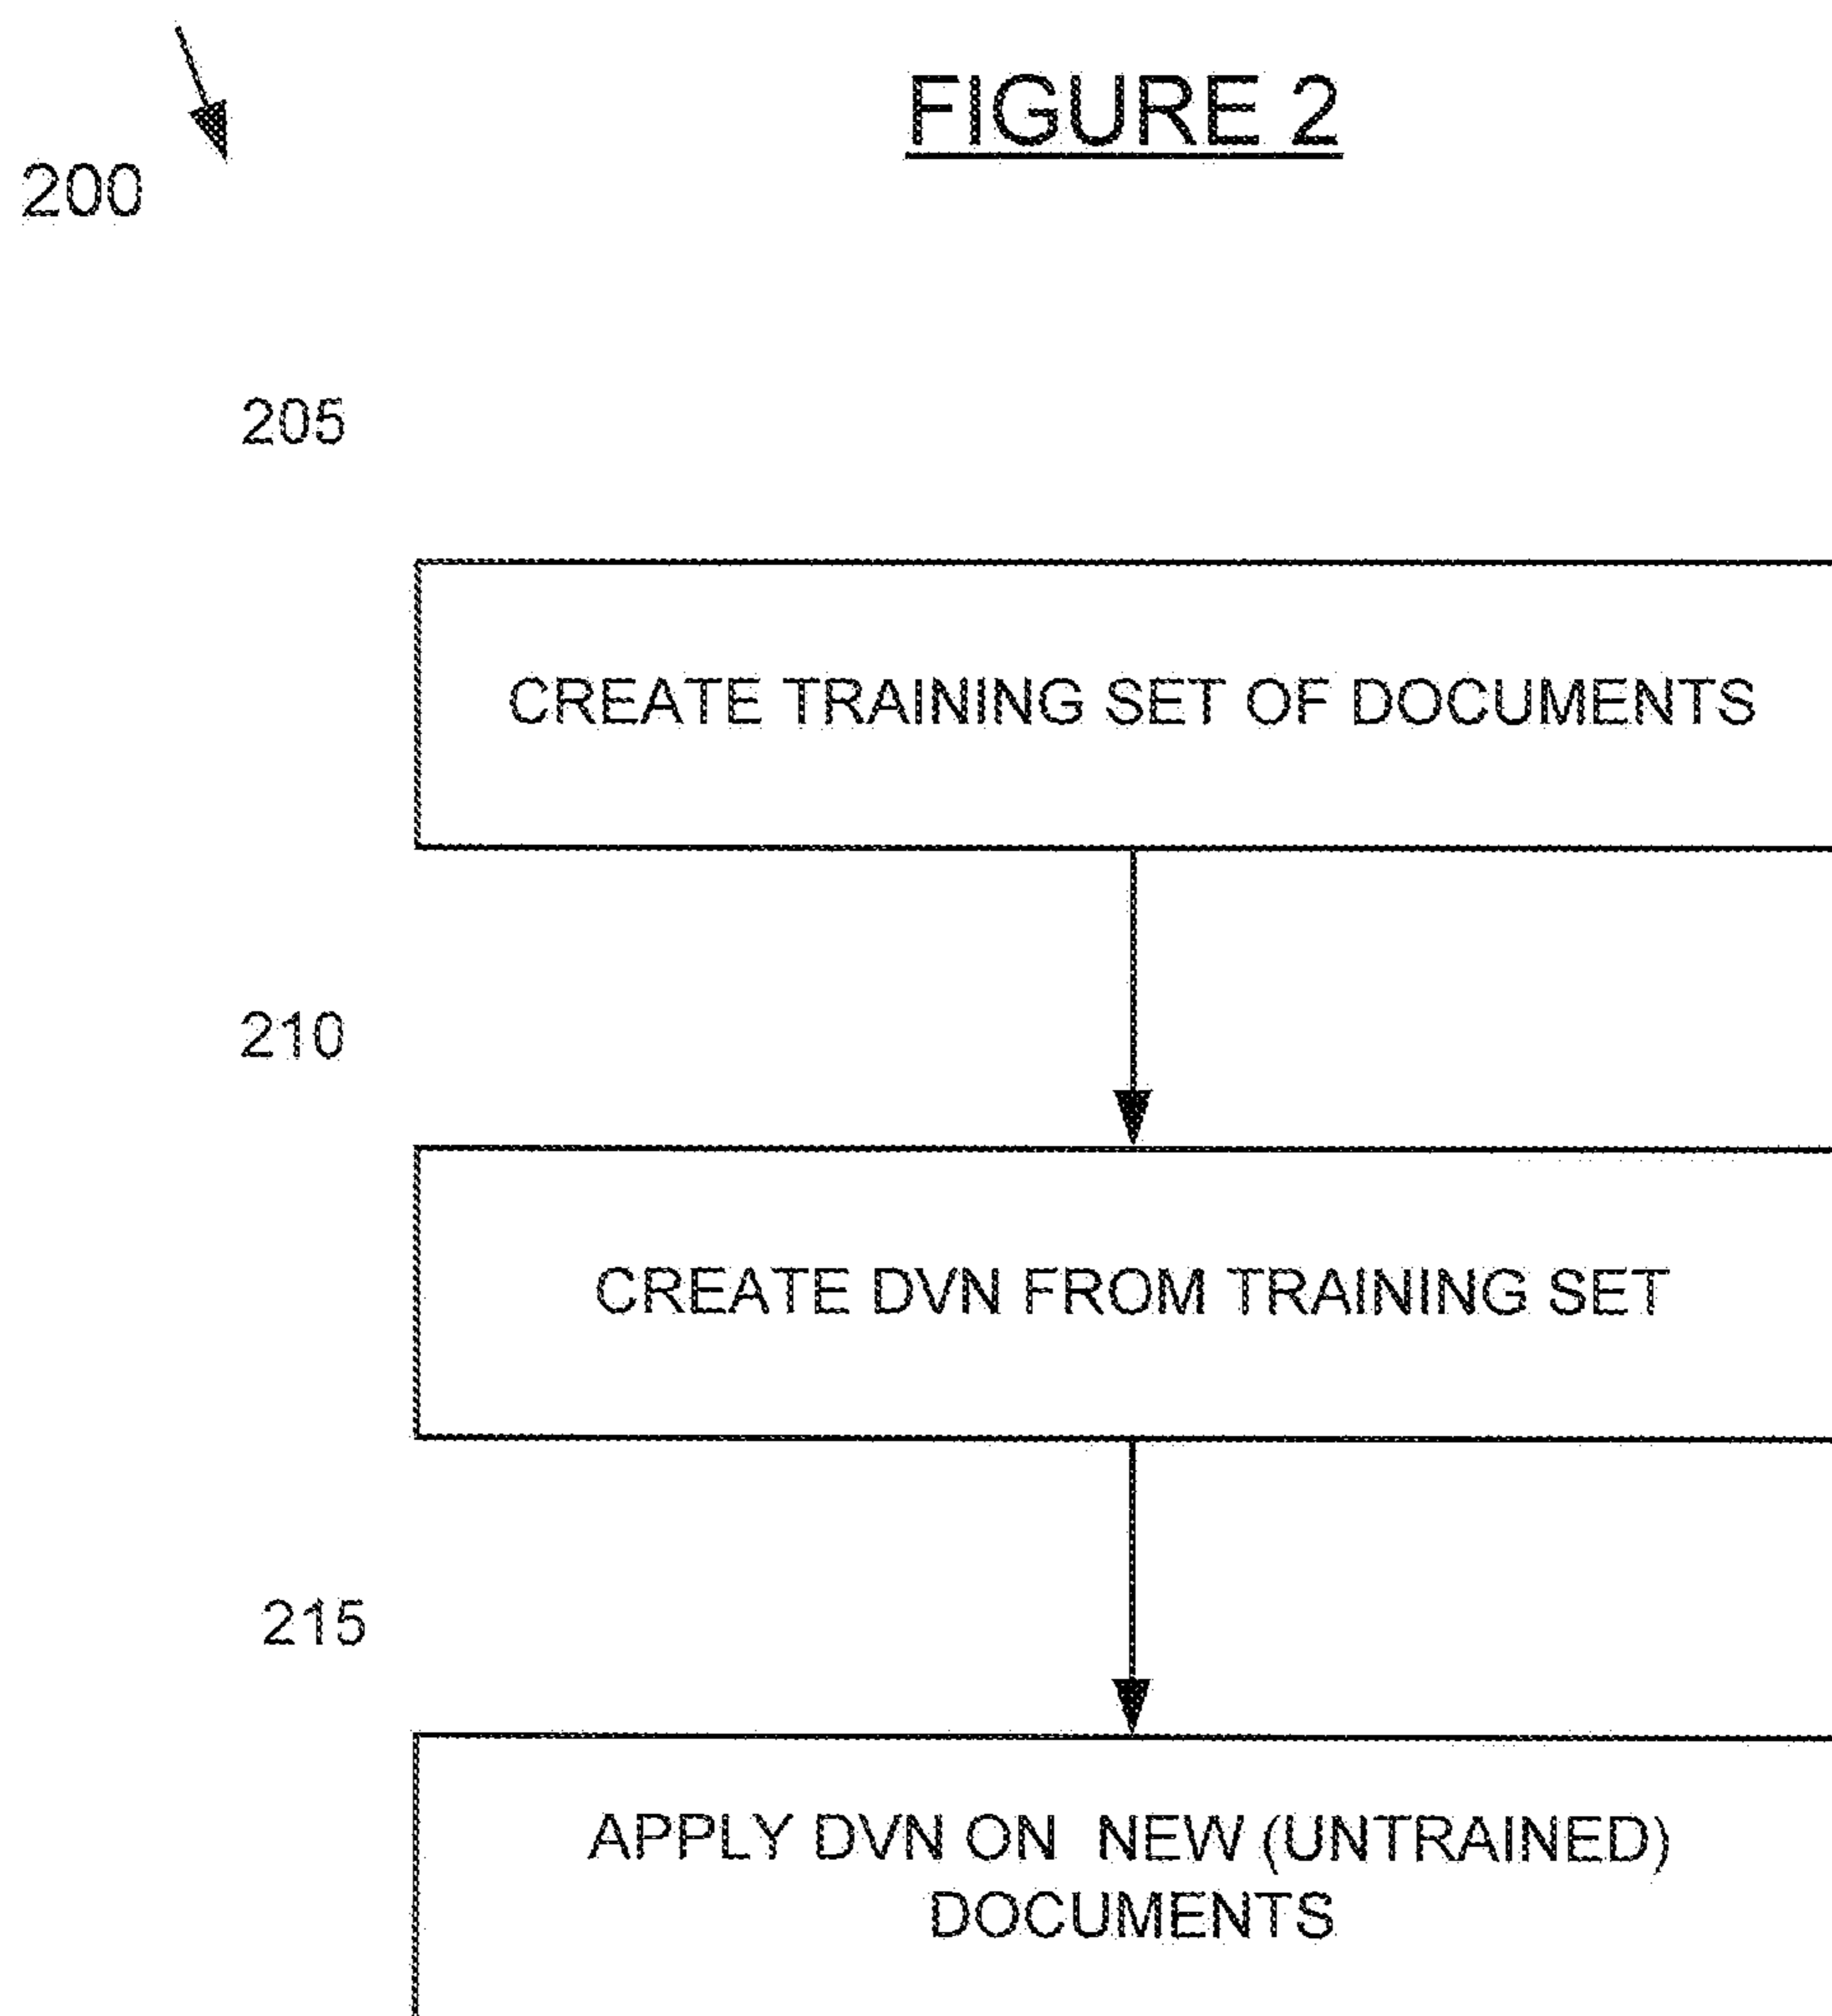 FIGURE 2
200
205
CREATE TRAINING SET OF DOCUMENTS
210
CREATE DVN FROM TRAINING SET
215
APPLY DVN ON NEW (UNTRAINED)
DOCUMENTS